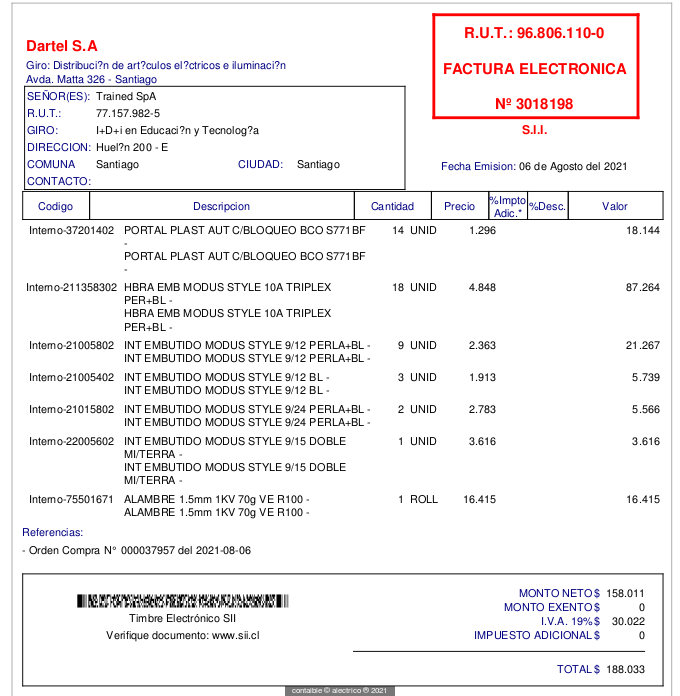 Dartel S.A
Giro: Distribuci?n de art?culos el?ctricos e iluminaci?n
Avda. Matta 326 - Santiago
R.U.T.: 96.806.110-0
FACTURA ELECTRONICA
Nº 3018198
S.I.I.
SEÑOR(ES): Trained SpA
R.U.T.: 77.157.982-5
GIRO: I+D+i en Educaci?n y Tecnolog?a
DIRECCION: Huel?n 200 - E
COMUNA Santiago CIUDAD: Santiago
CONTACTO:
Fecha Emision: 06 de Agosto del 2021
Codigo Descripcion Cantidad Precio %Impto Adic.* %Desc. Valor
Interno-37201402 PORTAL PLAST AUT C/BLOQUEO BCO S771BF 14 UNID 1.296 18.144
-
PORTAL PLAST AUT C/BLOQUEO BCO S771BF
-
Interno-211358302 HBRA EMB MODUS STYLE 10A TRIPLEX 18 UNID 4.848 87.264
PER+BL -
HBRA EMB MODUS STYLE 10A TRIPLEX
PER+BL -
Interno-21005802 INT EMBUTIDO MODUS STYLE 9/12 PERLA+BL - 9 UNID 2.363 21.267
INT EMBUTIDO MODUS STYLE 9/12 PERLA+BL -
Interno-21005402 INT EMBUTIDO MODUS STYLE 9/12 BL - 3 UNID 1.913 5.739
INT EMBUTIDO MODUS STYLE 9/12 BL -
Interno-21015802 INT EMBUTIDO MODUS STYLE 9/24 PERLA+BL - 2 UNID 2.783 5.566
INT EMBUTIDO MODUS STYLE 9/24 PERLA+BL -
Interno-22005602 INT EMBUTIDO MODUS STYLE 9/15 DOBLE 1 UNID 3.616 3.616
MI/TERRA -
INT EMBUTIDO MODUS STYLE 9/15 DOBLE
MI/TERRA -
Interno-75501671 ALAMBRE 1.5mm 1KV 70g VE R100 - 1 ROLL 16.415 16.415
ALAMBRE 1.5mm 1KV 70g VE R100 -
Referencias:
- Orden Compra N° 000037957 del 2021-08-06
Timbre Electrónico SII
Verifique documento: www.sii.cl
MONTO NETO $ 158.011
MONTO EXENTO $ 0
I.V.A. 19% $ 30.022
IMPUESTO ADICIONAL $ 0
TOTAL $ 188.033
contaible © alectrico ® 2021